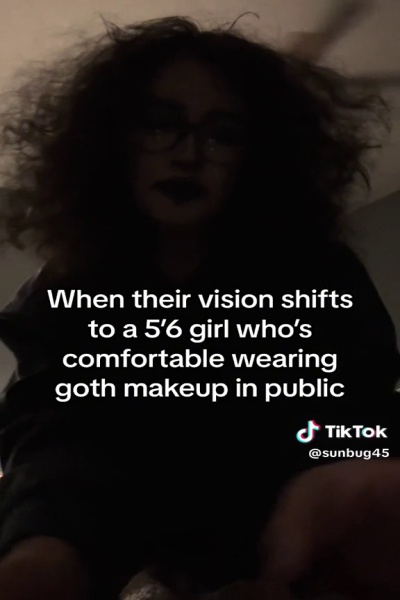 When their vision shifts
to a 5'6 girl who's
comfortable wearing
goth makeup in public
TikTok
@sunbug45